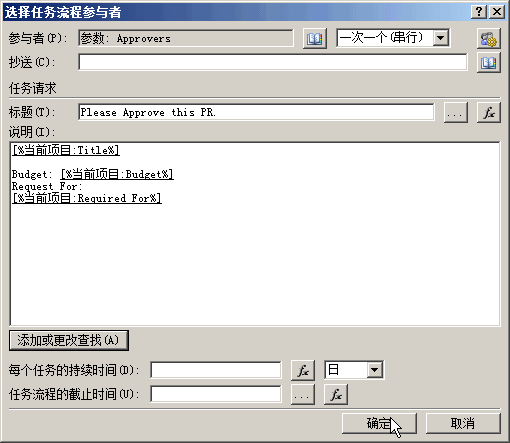 选择任务流程参与者
参与者(P): 参数: Approvers 一次一个(串行)
抄送(C):
任务请求
标题(T): Please Approve this PR. ... fx
说明(I):
[%当前项目:Title%]
Budget: [%当前项目:Budget%]
Request For:
[%当前项目:Required For%]
添加或更改查找(A)
每个任务的持续时间(D): fx 日
任务流程的截止时间(U): ... fx
确定 取消